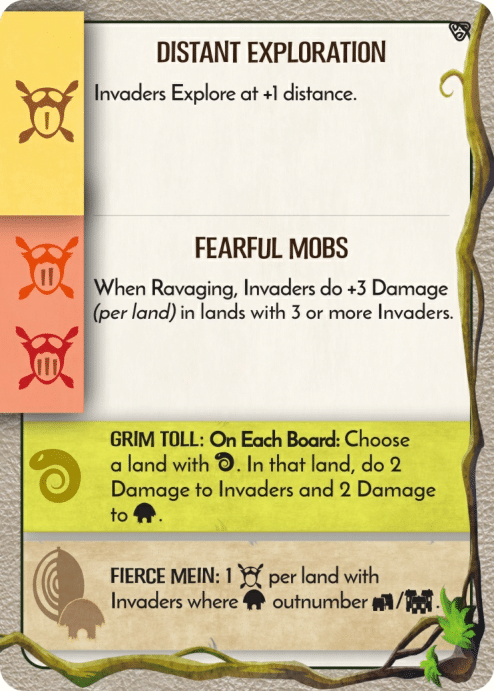 DISTANT EXPLORATION
Invaders Explore at +1 distance.
FEARFUL MOBS
When Ravaging, Invaders do +3 Damage
(per land) in lands with 3 or more Invaders.
GRIM TOLL: On Each Board: Choose
a land with . In that land, do 2
Damage to Invaders and 2 Damage
to .
FIERCE MEIN: 1 per land with
Invaders where outnumber / .